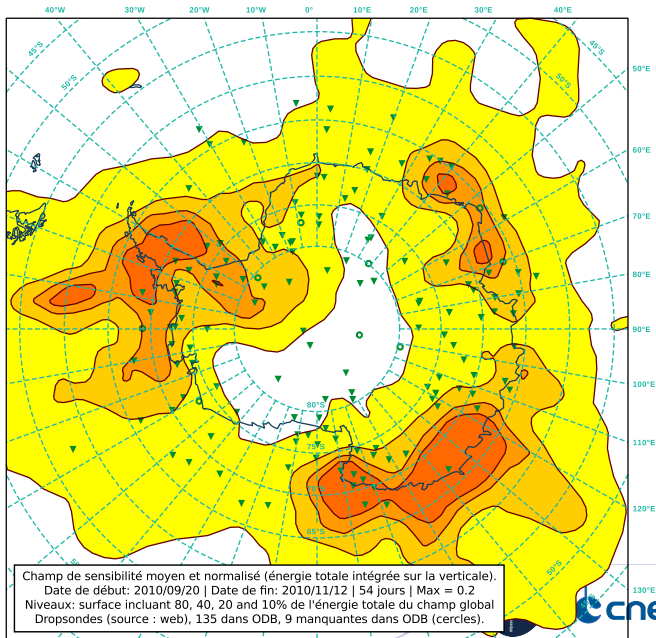 40°W 30°W 20°W 10°W 0° 10°E 20°E 30°E 40°E
45°S 45°S
50°S 50°S
50°E
60°E
70°E
80°E
90°E
80°S
100°E
75°S
110°E
70°S
120°E
65°S
50°S
130°E
Champ de sensibilité moyen et normalisé (énergie totale intégrée sur la verticale).
Date de début: 2010/09/20 | Date de fin: 2010/11/12 | 54 jours | Max = 0.2
Niveaux: surface incluant 80, 40, 20 and 10% de l'énergie totale du champ global
Dropsondes (source : web), 135 dans ODB, 9 manquantes dans ODB (cercles).
cne